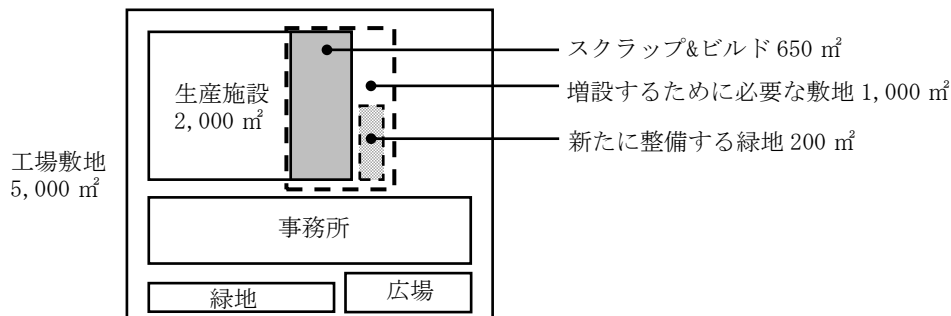 スクラップ&ビルド 650 ㎡
生産施設
2,000 ㎡
増設するために必要な敷地 1,000 ㎡
新たに整備する緑地 200 ㎡
工場敷地
5,000 ㎡
事務所
緑地
広場